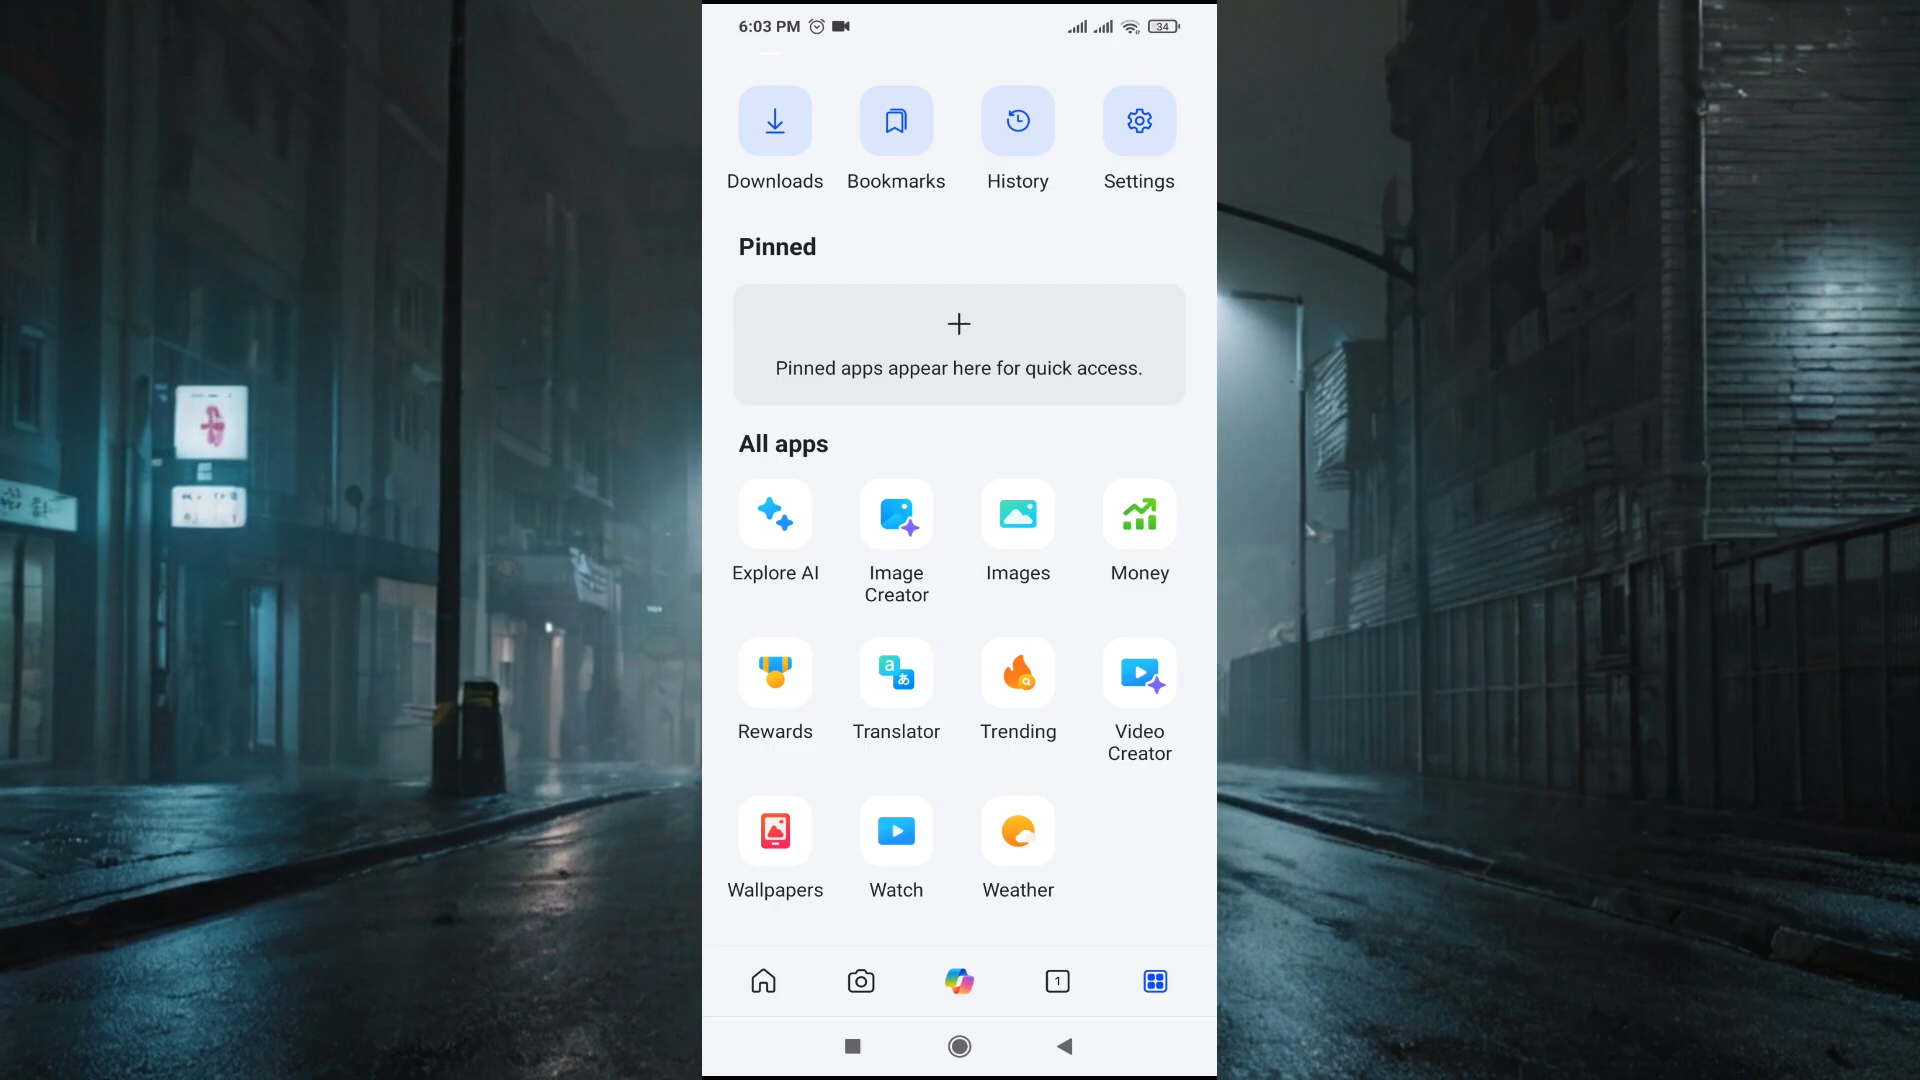 6:03 PM
34
Downloads
Bookmarks
History
Settings
Pinned
Pinned apps appear here for quick access.
All apps
Explore AI
Image
Creator
Images
Money
a
あ
Rewards
Translator
Trending
Video
Creator
Wallpapers
Watch
Weather
1